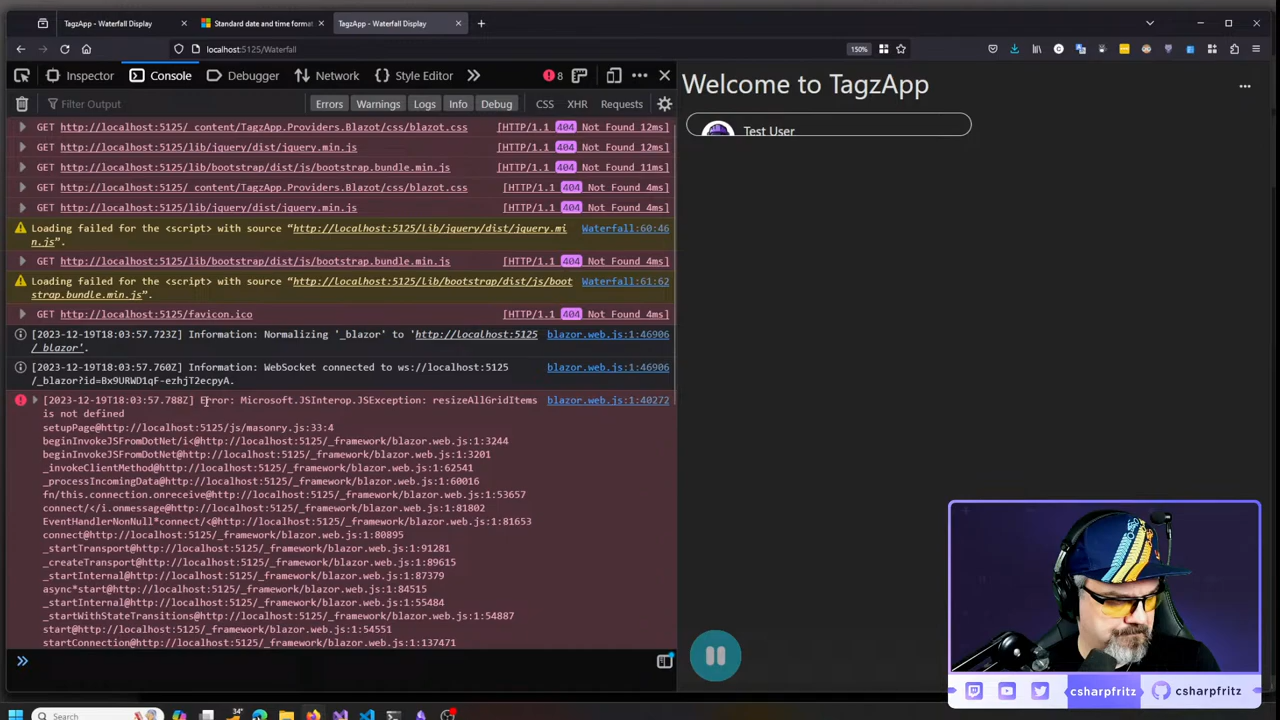 TagzApp - Waterfall Display
Standard date and time format
TagzApp - Waterfall Display
localhost:5125/Waterfall
150%
Inspector
Console
Debugger
Network
Style Editor
8
Filter Output
Errors
Warnings
Logs
Info
Debug
CSS
XHR
Requests
GET http://localhost:5125/_content/TagzApp.Providers.Blazot/css/blazot.css [HTTP/1.1 404 Not Found 12ms]
GET http://localhost:5125/lib/jquery/dist/jquery.min.js [HTTP/1.1 404 Not Found 12ms]
GET http://localhost:5125/lib/bootstrap/dist/js/bootstrap.bundle.min.js [HTTP/1.1 404 Not Found 11ms]
GET http://localhost:5125/_content/TagzApp.Providers.Blazot/css/blazot.css [HTTP/1.1 404 Not Found 4ms]
GET http://localhost:5125/lib/jquery/dist/jquery.min.js [HTTP/1.1 404 Not Found 4ms]
Loading failed for the <script> with source “http://localhost:5125/lib/jquery/dist/jquery.mi Waterfall:60:46
n.js”.
GET http://localhost:5125/lib/bootstrap/dist/js/bootstrap.bundle.min.js [HTTP/1.1 404 Not Found 4ms]
Loading failed for the <script> with source “http://localhost:5125/lib/bootstrap/dist/js/boot Waterfall:61:62
strap.bundle.min.js”.
GET http://localhost:5125/favicon.ico [HTTP/1.1 404 Not Found 4ms]
[2023-12-19T18:03:57.723Z] Information: Normalizing '_blazor' to 'http://localhost:5125 blazor.web.js:1:46906
/_blazor'.
[2023-12-19T18:03:57.760Z] Information: WebSocket connected to ws://localhost:5125 blazor.web.js:1:46906
/_blazor?id=Bx9URWD1qF-ezhjT2ecpyA.
[2023-12-19T18:03:57.788Z] Error: Microsoft.JSInterop.JSException: resizeAllGridItems blazor.web.js:1:40272
is not defined
setupPage@http://localhost:5125/js/masonry.js:33:4
beginInvokeJSFromDotNet/i<@http://localhost:5125/_framework/blazor.web.js:1:3244
beginInvokeJSFromDotNet@http://localhost:5125/_framework/blazor.web.js:1:3201
_invokeClientMethod@http://localhost:5125/_framework/blazor.web.js:1:62541
_processIncomingData@http://localhost:5125/_framework/blazor.web.js:1:60016
fn/this.connection.onreceive@http://localhost:5125/_framework/blazor.web.js:1:53657
connect/</i.onmessage@http://localhost:5125/_framework/blazor.web.js:1:81802
EventHandlerNonNull*connect/<@http://localhost:5125/_framework/blazor.web.js:1:81653
connect@http://localhost:5125/_framework/blazor.web.js:1:80895
_startTransport@http://localhost:5125/_framework/blazor.web.js:1:91281
_createTransport@http://localhost:5125/_framework/blazor.web.js:1:89615
_startInternal@http://localhost:5125/_framework/blazor.web.js:1:87379
async*start@http://localhost:5125/_framework/blazor.web.js:1:84515
_startInternal@http://localhost:5125/_framework/blazor.web.js:1:55484
_startWithStateTransitions@http://localhost:5125/_framework/blazor.web.js:1:54887
start@http://localhost:5125/_framework/blazor.web.js:1:54551
startConnection@http://localhost:5125/_framework/blazor.web.js:1:137471
Welcome to TagzApp
Test User
csharpfritz
csharpfritz
Search
34°